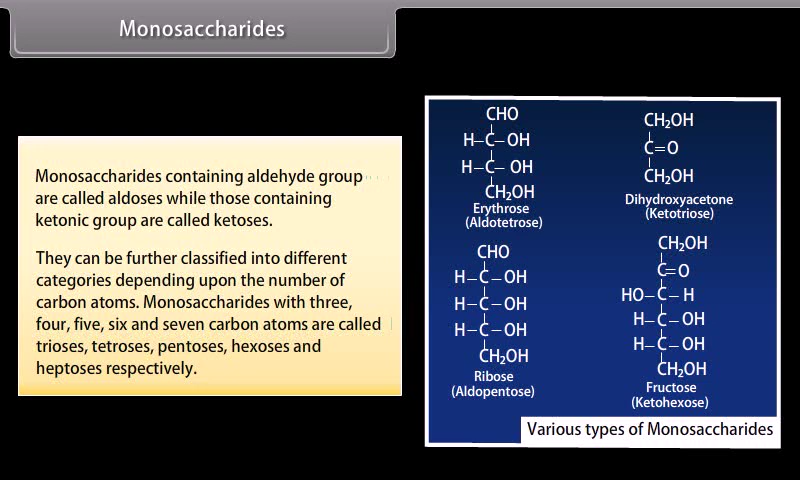 Monosaccharides
Monosaccharides containing aldehyde group
are called aldoses while those containing
ketonic group are called ketoses.
They can be further classified into different
categories depending upon the number of
carbon atoms. Monosaccharides with three,
four, five, six and seven carbon atoms are called
trioses, tetroses, pentoses, hexoses and
heptoses respectively.
CHO
H–C–OH
H–C–OH
CH₂OH
Erythrose
(Aldotetrose)
CH₂OH
C=O
CH₂OH
Dihydroxyacetone
(Ketotriose)
CHO
H–C–OH
H–C–OH
H–C–OH
CH₂OH
Ribose
(Aldopentose)
CH₂OH
C=O
HO–C–H
H–C–OH
H–C–OH
CH₂OH
Fructose
(Ketohexose)
Various types of Monosaccharides